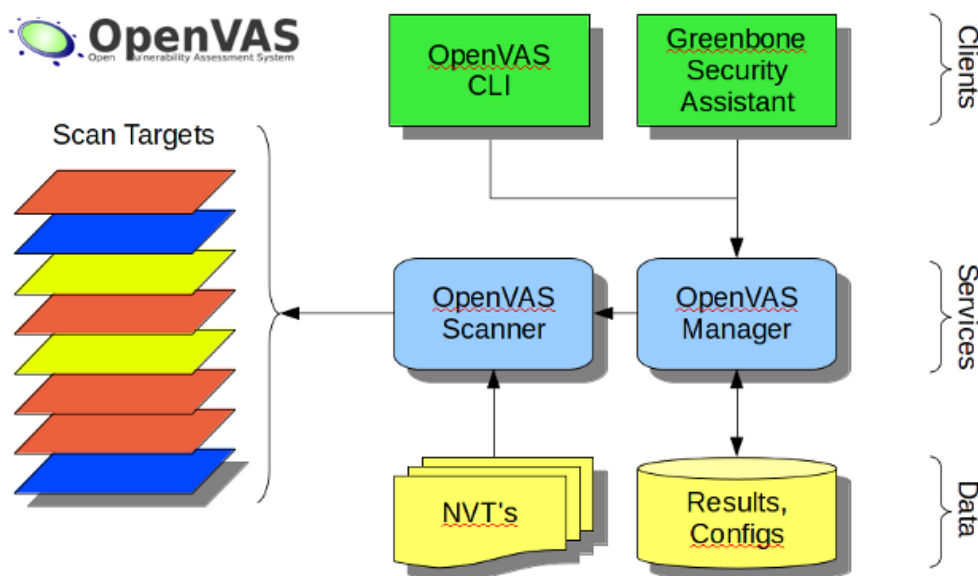 OpenVAS
Open Vulnerability Assessment System
OpenVAS
CLI
Greenbone
Security
Assistant
Clients
Scan Targets
OpenVAS
Scanner
OpenVAS
Manager
Services
NVT's
Results,
Configs
Data